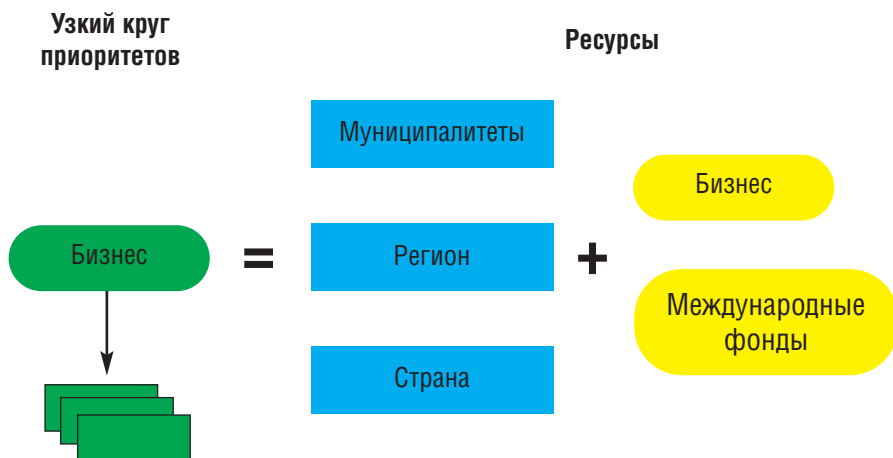 Узкий круг
приоритетов
Ресурсы
Муниципалитеты
Бизнес
Бизнес
=
Регион
+
Международные
фонды
Страна